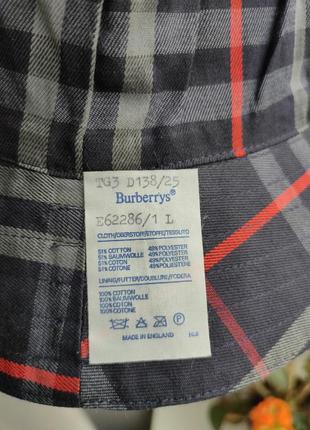 TG3 D138/25
Burberrys®
E62286/1 L
CLOTH/OBERSTOFF/STOFFE/TESSUTO
51% COTTON 49% POLYESTER
51% BAUMWOLLE 49% POLYESTER
51% COTON 49% POLYESTER
51% COTONE 49% POLYESTER
LINING/FUTTER/DOUBLURE/FODERA
100% COTTON
100% BAUMWOLLE
100% COTON
100% COTONE
P
MADE IN ENGLAND